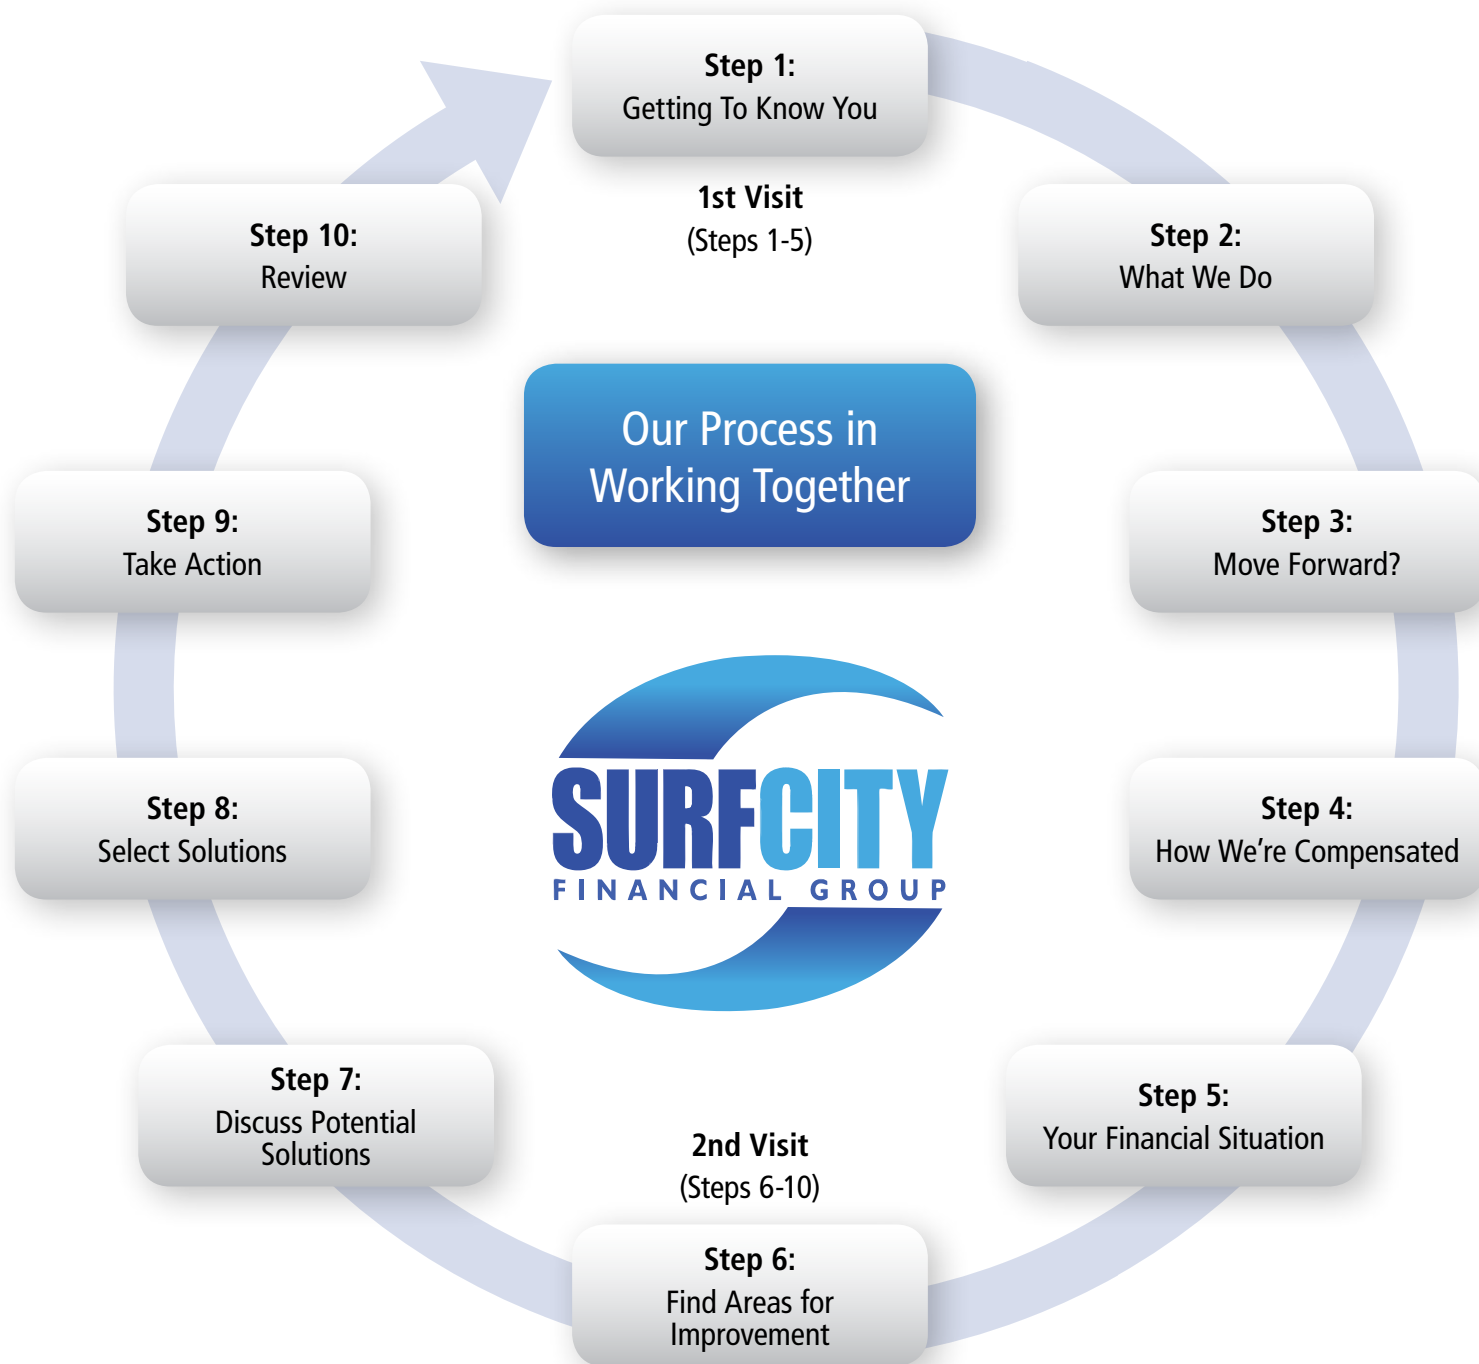 Step 1:
Getting To Know You
1st Visit
(Steps 1-5)
Step 2:
What We Do
Step 3:
Move Forward?
Step 4:
How We're Compensated
Step 5:
Your Financial Situation
2nd Visit
(Steps 6-10)
Step 6:
Find Areas for
Improvement
Step 7:
Discuss Potential
Solutions
Step 8:
Select Solutions
Step 9:
Take Action
Step 10:
Review
Our Process in
Working Together
SURFCITY
FINANCIAL GROUP